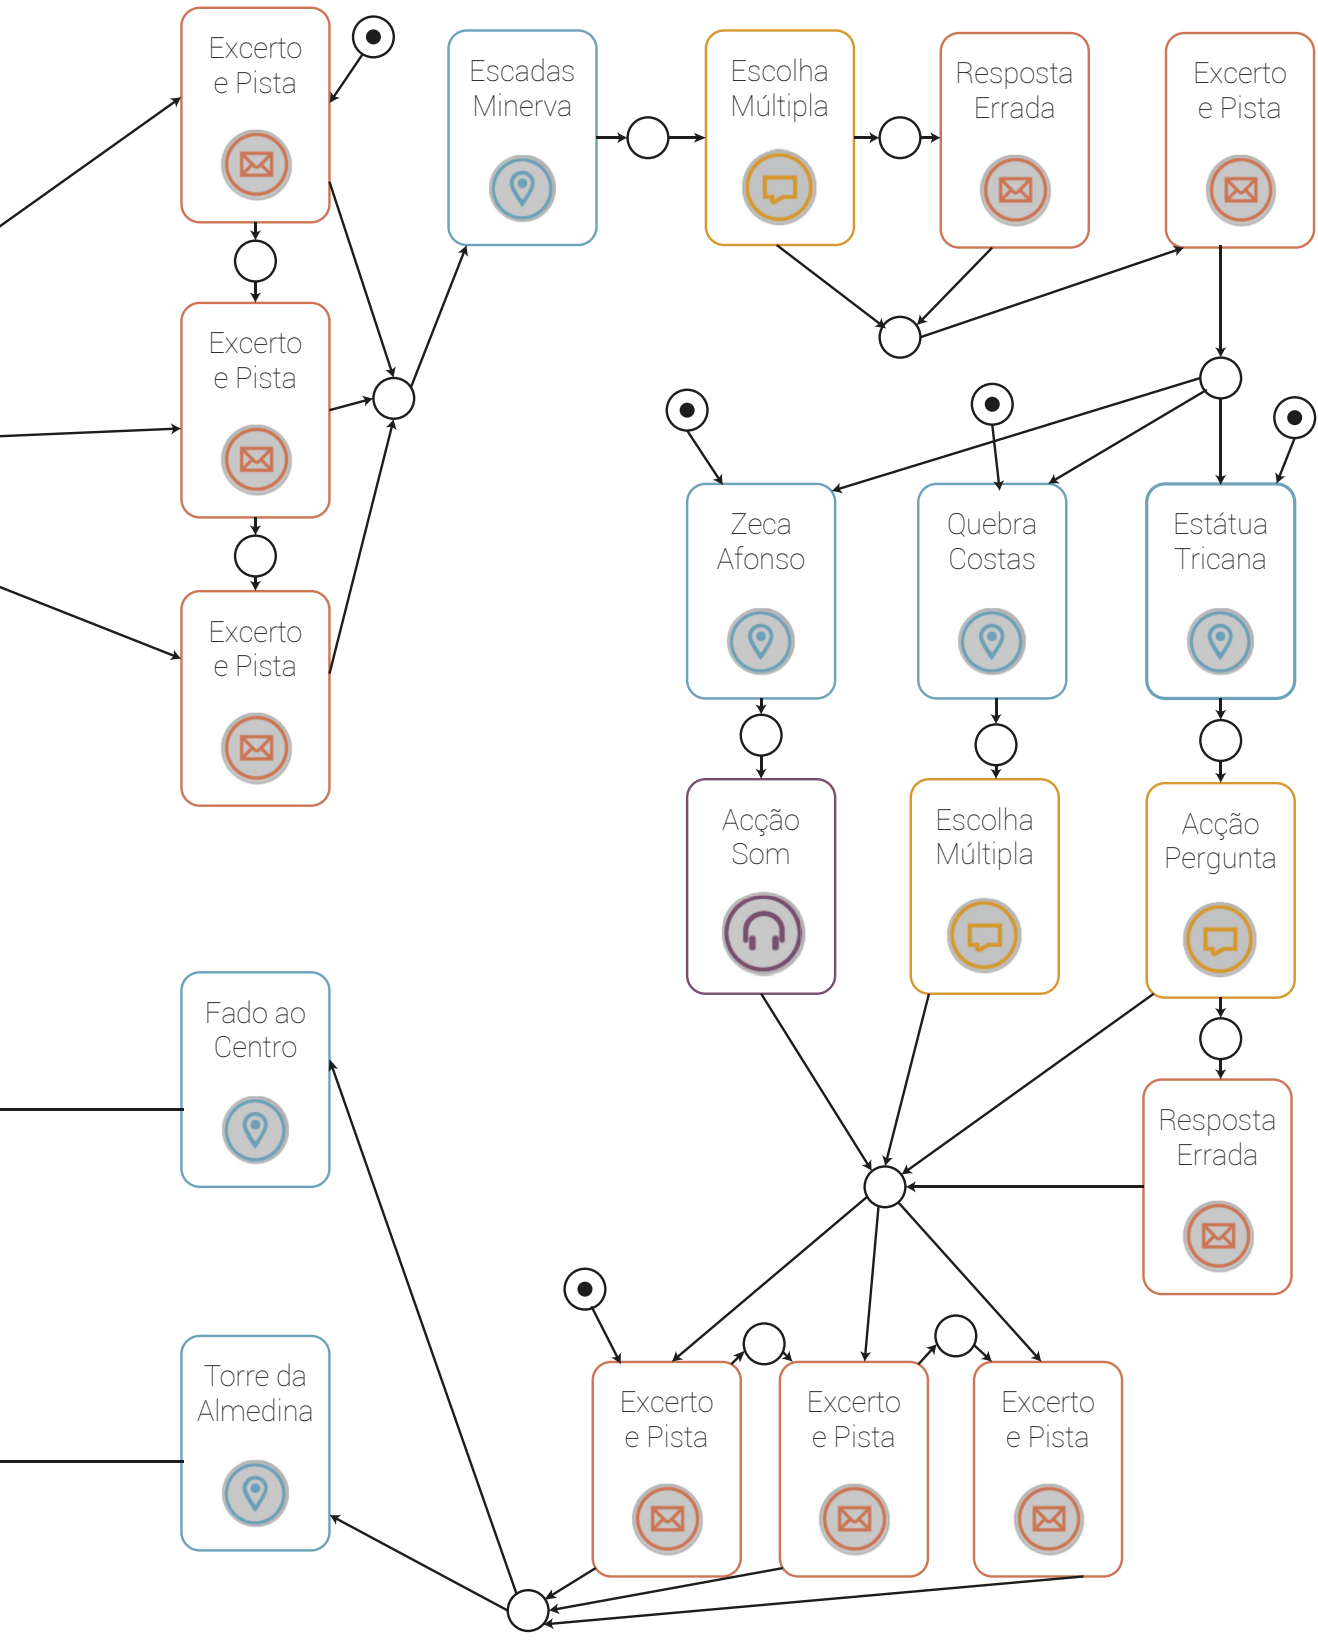 Excerto
e Pista
Escadas
Minerva
Escolha
Múltipla
Resposta
Errada
Excerto
e Pista
Excerto
e Pista
Zeca
Afonso
Quebra
Costas
Estátua
Tricana
Excerto
e Pista
Acção
Som
Escolha
Múltipla
Acção
Pergunta
Fado ao
Centro
Resposta
Errada
Torre da
Almedina
Excerto
e Pista
Excerto
e Pista
Excerto
e Pista